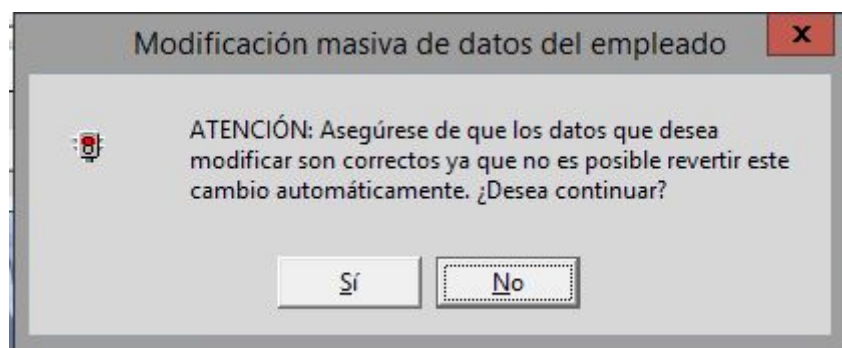 Modificación masiva de datos del empleado
x
ATENCIÓN: Asegúrese de que los datos que desea
modificar son correctos ya que no es posible revertir este
cambio automáticamente. ¿Desea continuar?
Sí
No